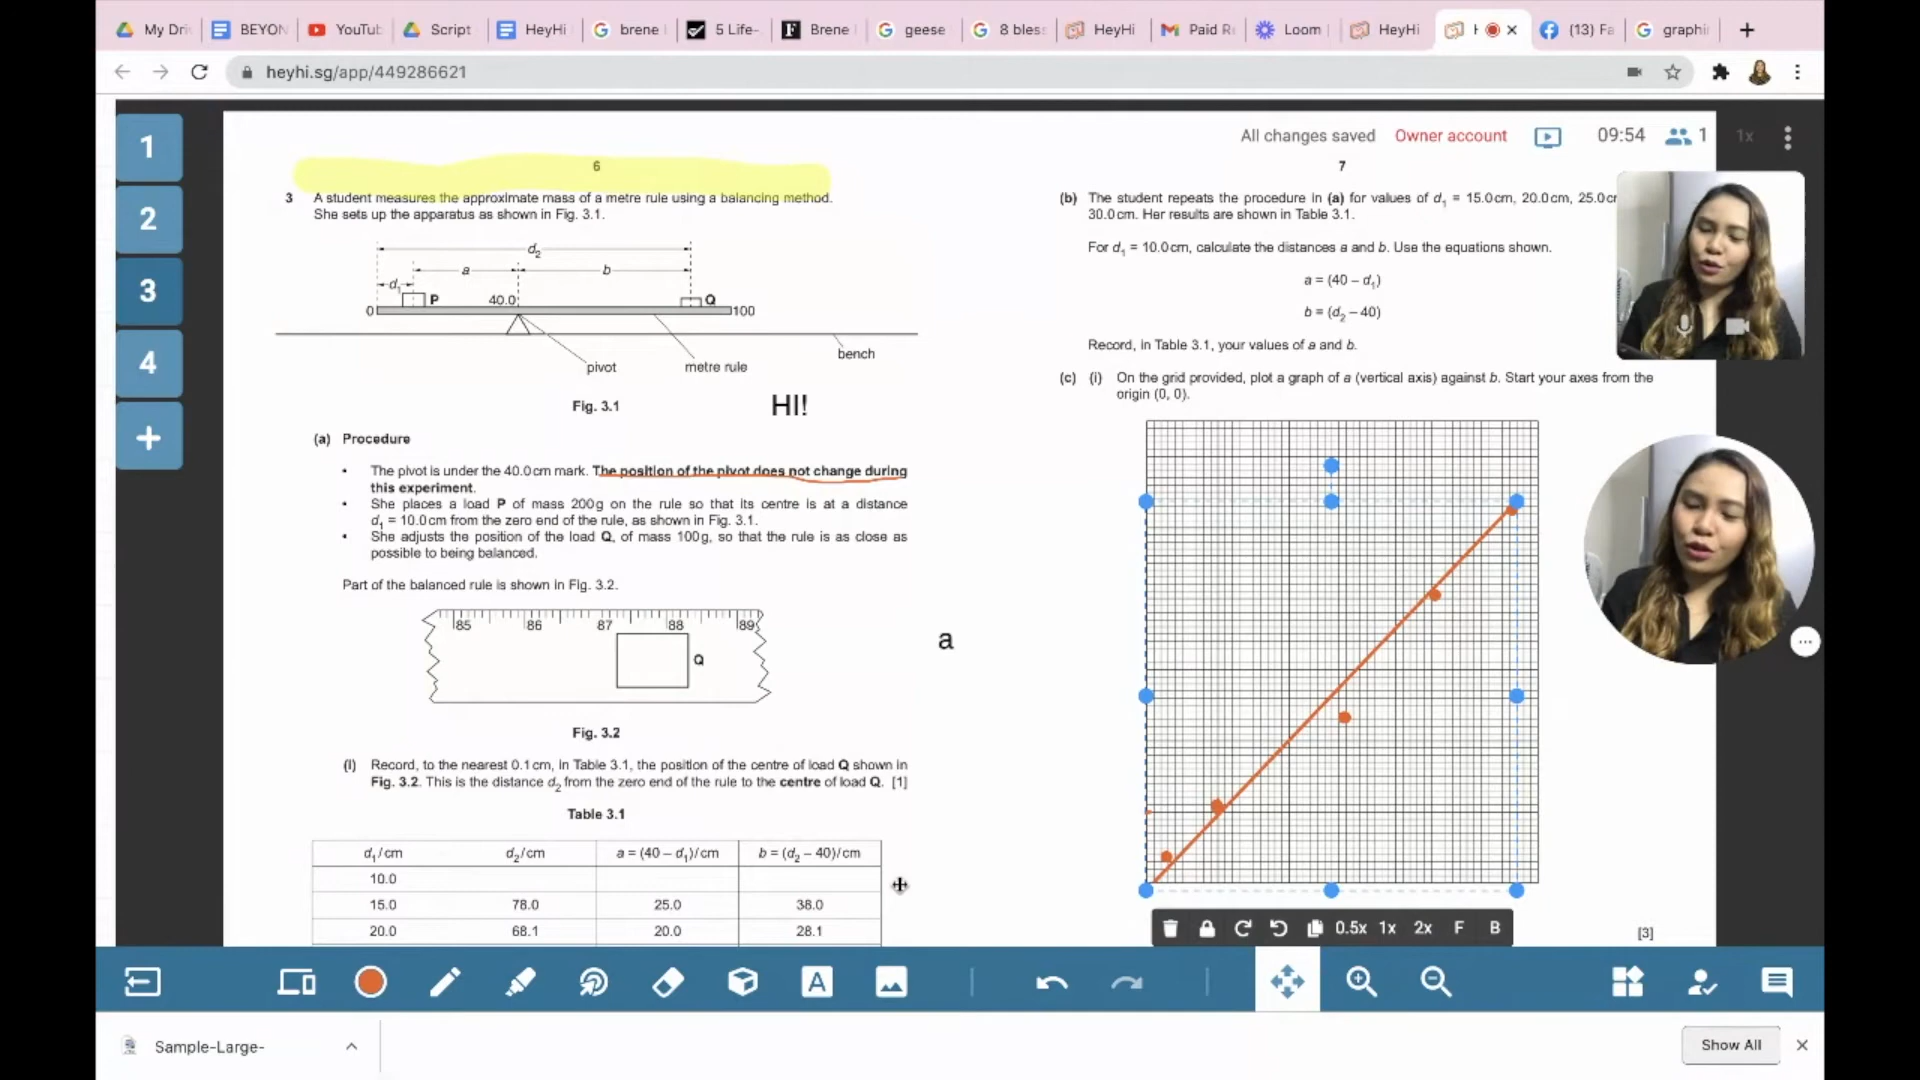 My Dri
BEYON
YouTub
Script
HeyHi
brene
5 Life-
Brene
geese
8 bless
HeyHi
Paid R
Loom
HeyHi
(13) Fa
graphi
heyhi.sg/app/449286621
1
2
3
4
All changes saved
Owner account
09:54
1
1x
6
3 A student measures the approximate mass of a metre rule using a balancing method.
She sets up the apparatus as shown in Fig. 3.1.
d2
a
b
d1
P
40.0
Q
0
100
bench
pivot
metre rule
Fig. 3.1
HI!
(a) Procedure
• The pivot is under the 40.0 cm mark. The position of the pivot does not change during
this experiment.
• She places a load P of mass 200 g on the rule so that its centre is at a distance
d1 = 10.0 cm from the zero end of the rule, as shown in Fig. 3.1.
• She adjusts the position of the load Q, of mass 100 g, so that the rule is as close as
possible to being balanced.
Part of the balanced rule is shown in Fig. 3.2.
85 86 87 88 89
Q
a
Fig. 3.2
(i) Record, to the nearest 0.1 cm, in Table 3.1, the position of the centre of load Q shown in
Fig. 3.2. This is the distance d2 from the zero end of the rule to the centre of load Q. [1]
Table 3.1
d1/cm d2/cm a = (40 – d1)/cm b = (d2 – 40)/cm
10.0
15.0 78.0 25.0 38.0
20.0 68.1 20.0 28.1
7
(b) The student repeats the procedure in (a) for values of d1 = 15.0 cm, 20.0 cm, 25.0 c
30.0 cm. Her results are shown in Table 3.1.
For d1 = 10.0 cm, calculate the distances a and b. Use the equations shown.
a = (40 – d1)
b = (d2 – 40)
Record, in Table 3.1, your values of a and b.
(c) (i) On the grid provided, plot a graph of a (vertical axis) against b. Start your axes from the
origin (0, 0).
0.5x 1x 2x F B
[3]
A
Sample-Large-
Show All